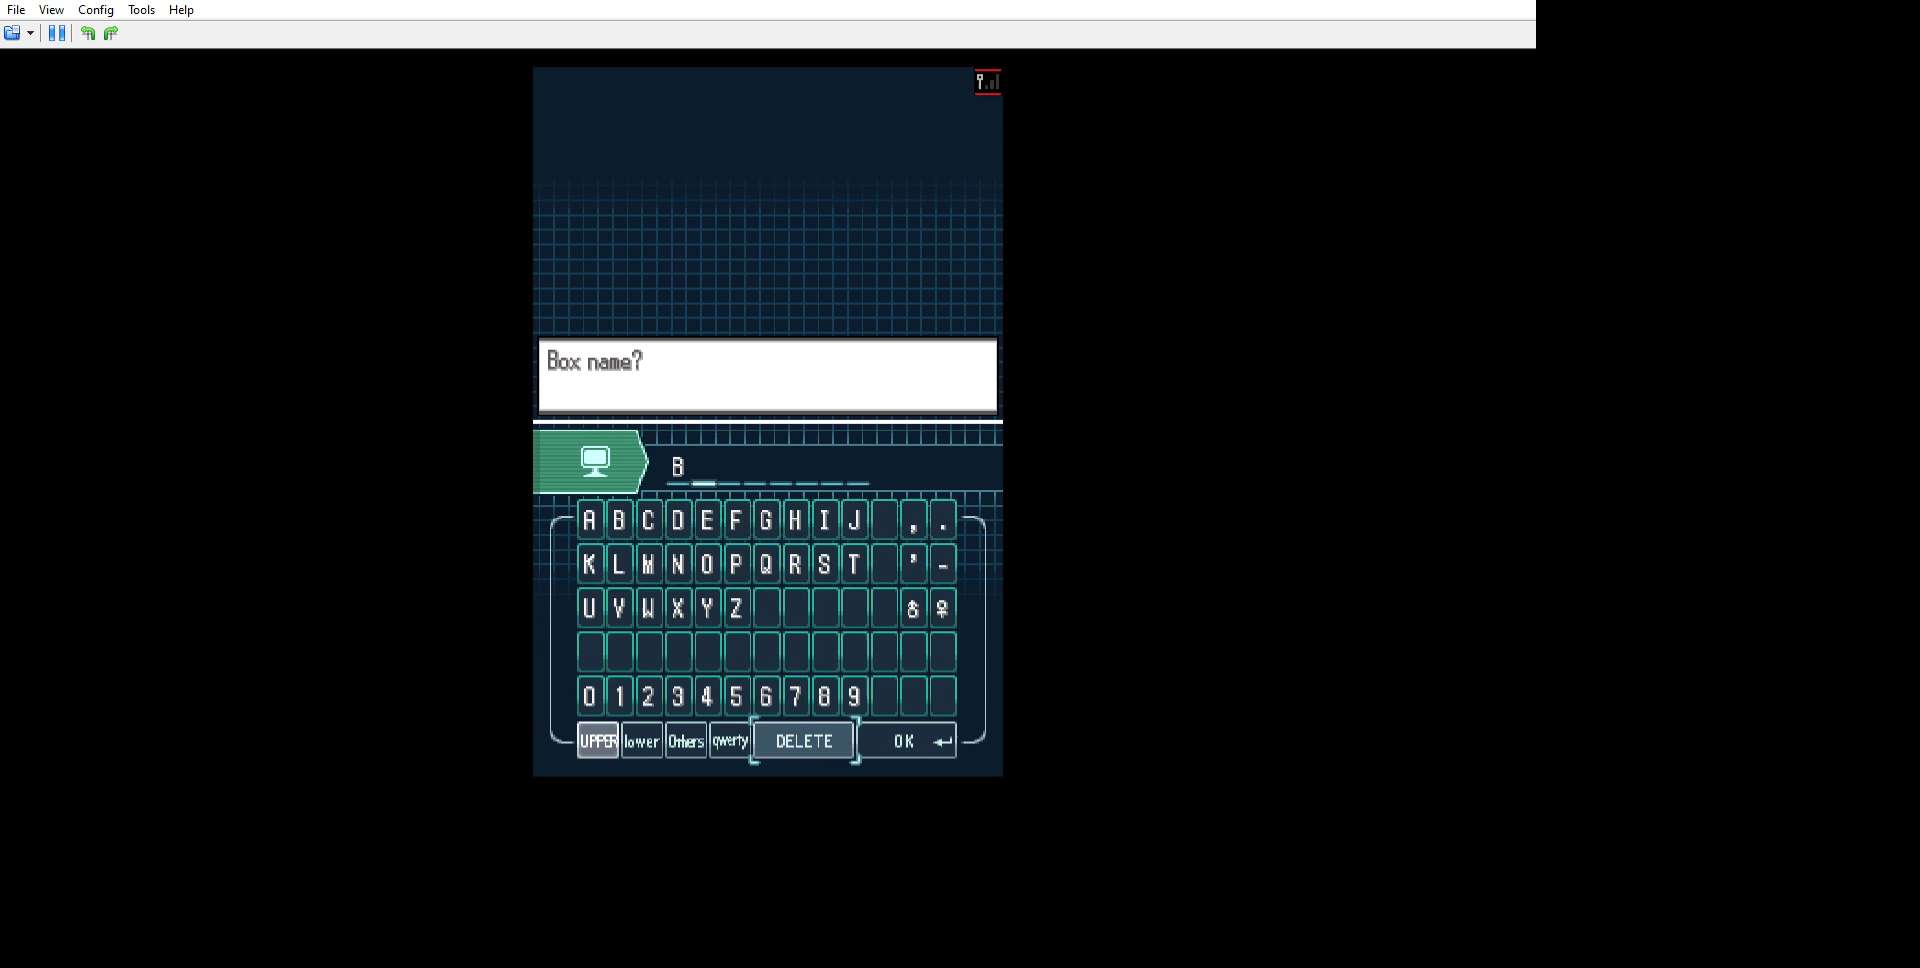 File View Config Tools Help
Box name?
B
A B C D E F G H I J , .
K L M N O P Q R S T ' -
U V W X Y Z ♂ ♀
0 1 2 3 4 5 6 7 8 9
UPPER lower Others qwerty DELETE OK